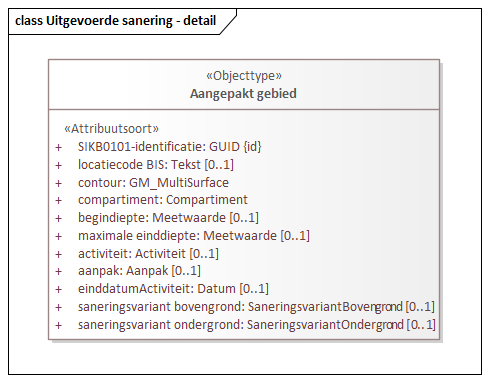 class Uitgevoerde sanering - detail
«Objecttype»
Aangepakt gebied
«Attribuutsoort»
+ SIKB0101-identificatie: GUID {id}
+ locatiecode BIS: Tekst [0..1]
+ contour: GM_MultiSurface
+ compartiment: Compartiment
+ begindiepte: Meetwaarde [0..1]
+ maximale einddiepte: Meetwaarde [0..1]
+ activiteit: Activiteit [0..1]
+ aanpak: Aanpak [0..1]
+ einddatumActiviteit: Datum [0..1]
+ saneringsvariant bovengrond: SaneringsvariantBovengrond [0..1]
+ saneringsvariant ondergrond: SaneringsvariantOndergrond [0..1]